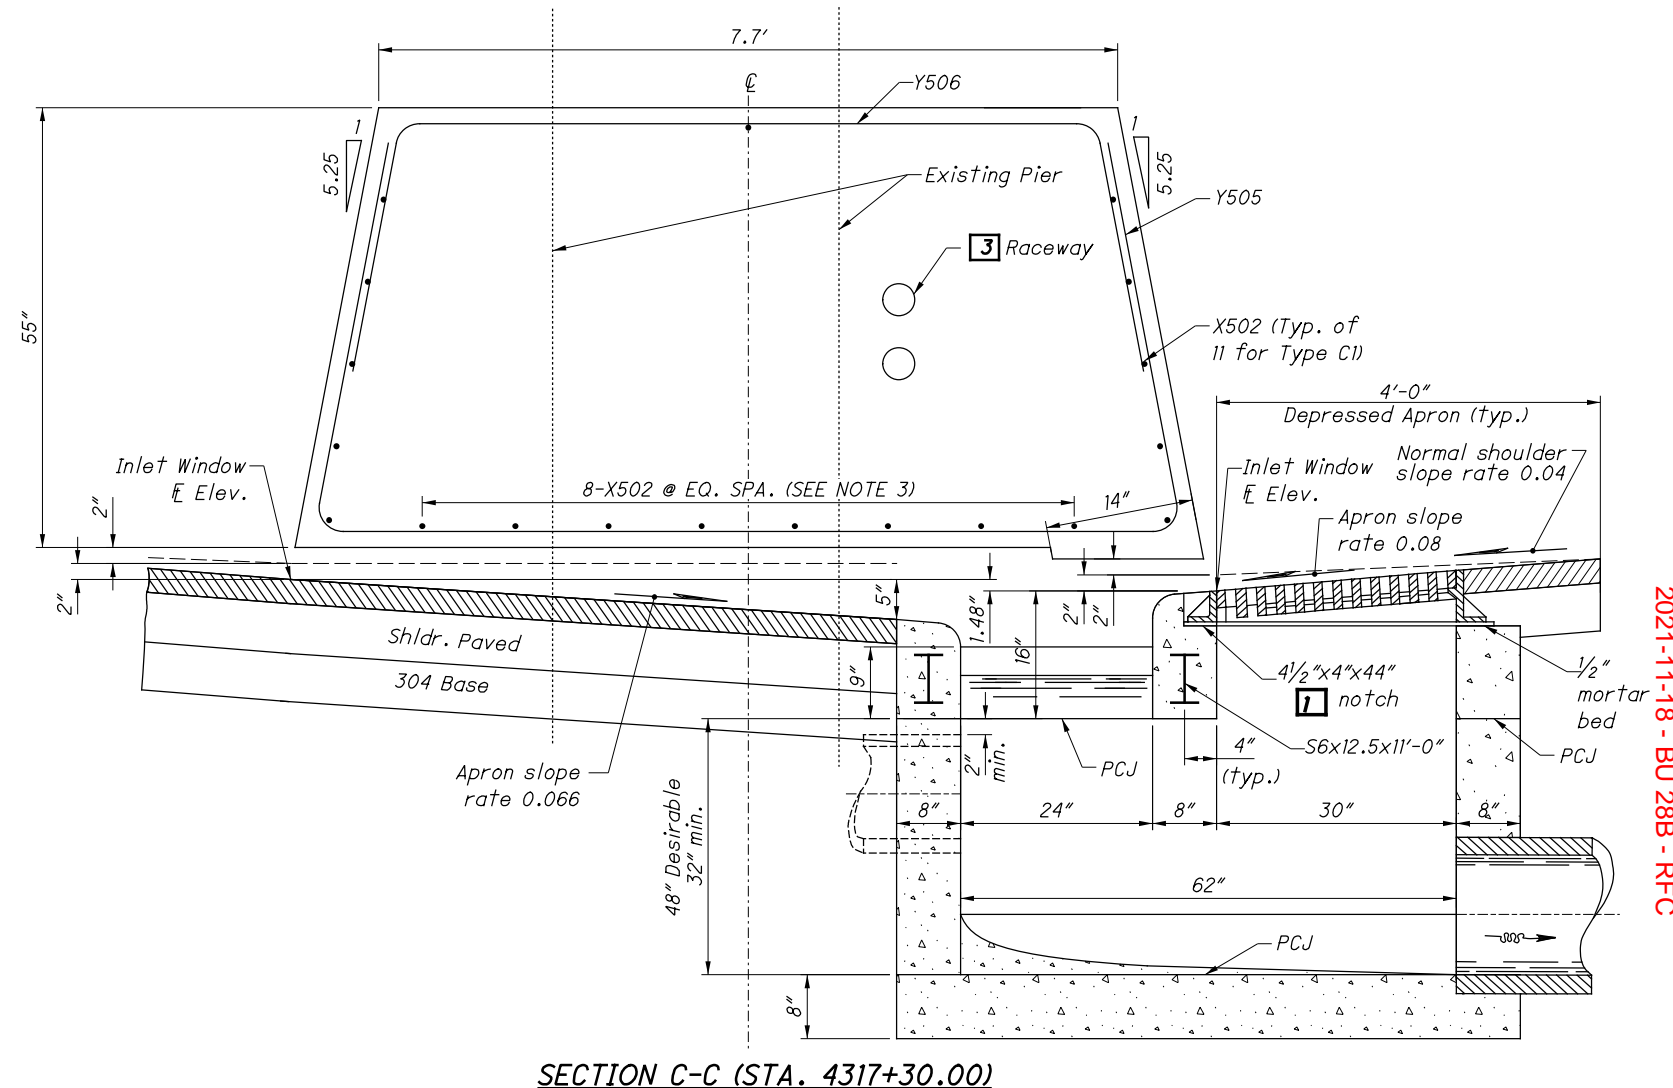 7.7'
℄
Y506
1
5.25
1
5.25
Existing Pier
Y505
3 Raceway
55"
X502 (Typ. of
11 for Type C1)
4'-0"
Depressed Apron (typ.)
Inlet Window
℄ Elev.
8-X502 @ EQ. SPA. (SEE NOTE 3)
14"
Inlet Window
℄ Elev.
Normal shoulder
slope rate 0.04
Apron slope
rate 0.08
2"
2"
5"
1.48"
2"
2"
Shldr. Paved
304 Base
9"
16"
4½"x4"x44"
1 notch
½"
mortar
bed
S6x12.5x11'-0"
PCJ
PCJ
4"
(typ.)
2"
min.
Apron slope
rate 0.066
48" Desirable
32" min.
8"
24"
8"
30"
8"
62"
PCJ
8"
SECTION C-C (STA. 4317+30.00)
2021-11-18 - BU 28B - RFC